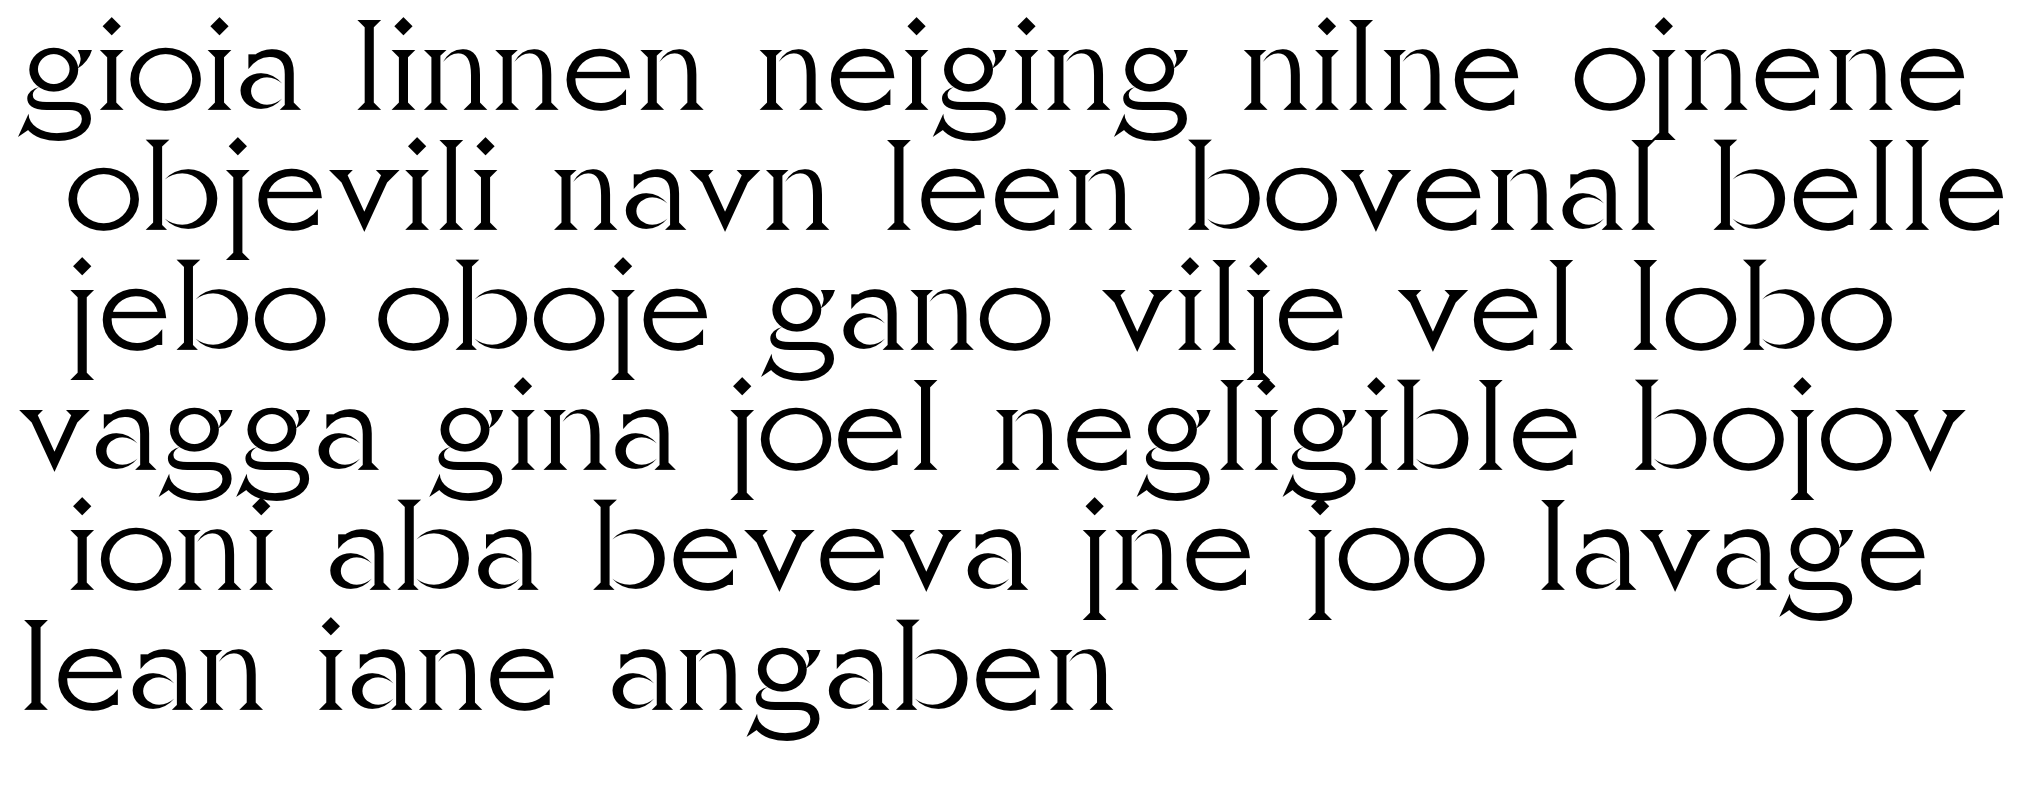 gioia linnen neiging nilne ojnene
objevili navn leen bovenal belle
jebo oboje gano vilje vel lobo
vagga gina joel negligible bojov
ioni aba beveva jne joo lavage
lean iane angaben